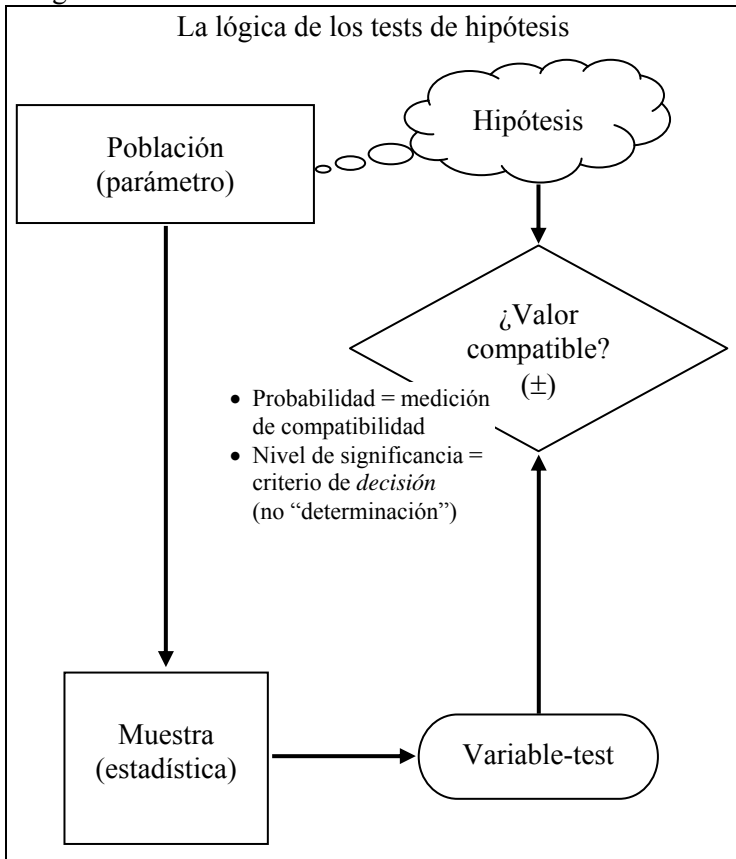 La lógica de los tests de hipótesis
Población
(parámetro)
Hipótesis
¿Valor
compatible?
(±)
• Probabilidad = medición
de compatibilidad
• Nivel de significancia =
criterio de decisión
(no “determinación”)
Muestra
(estadística)
Variable-test